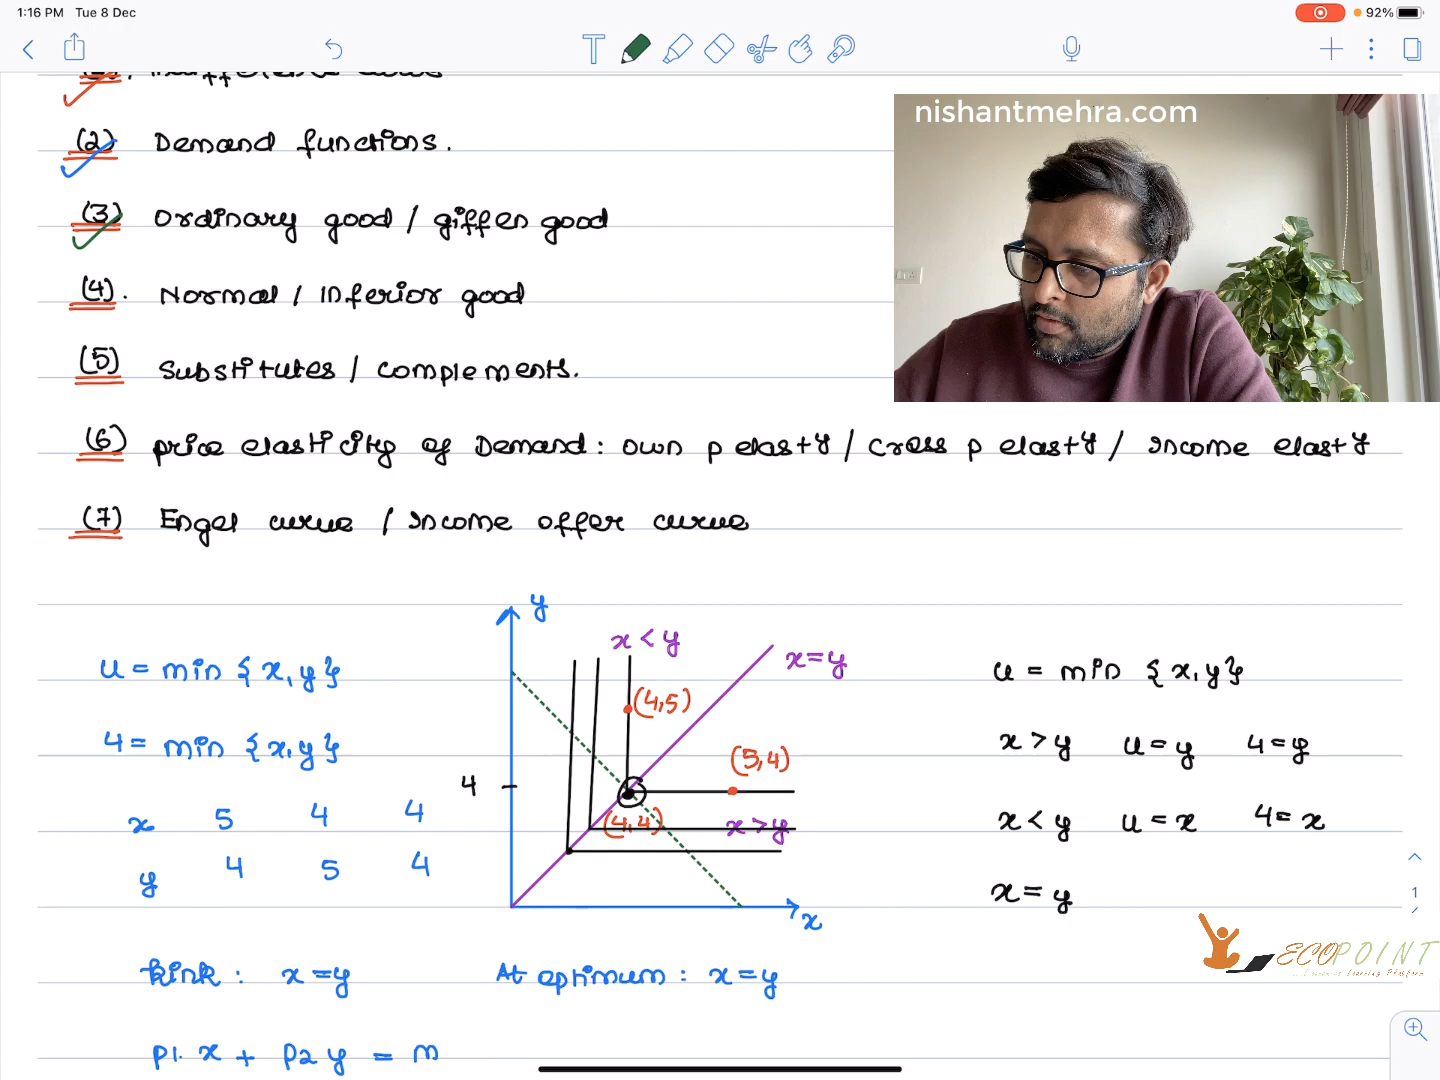 1:16 PM Tue 8 Dec
92%
nishantmehra.com
(2) Demand functions.
(3) Ordinary good / giffen good
(4). Normal / Inferior good
(5) Substitutes / complements.
(6) price elasticity of Demand : own p elasty / cross p elasty / Income elasty
(7) Engel curve / Income offer curve
y
x < y
x = y
(4,5)
(5,4)
4
(4,4)
x > y
x
u = min {x, y}
4 = min {x, y}
x 5 4 4
y 4 5 4
u = min {x, y}
x > y u = y 4 = y
x < y u = x 4 = x
x = y
1
ECOPOINT
kink : x = y At optimum : x = y
p1. x + p2 y = m